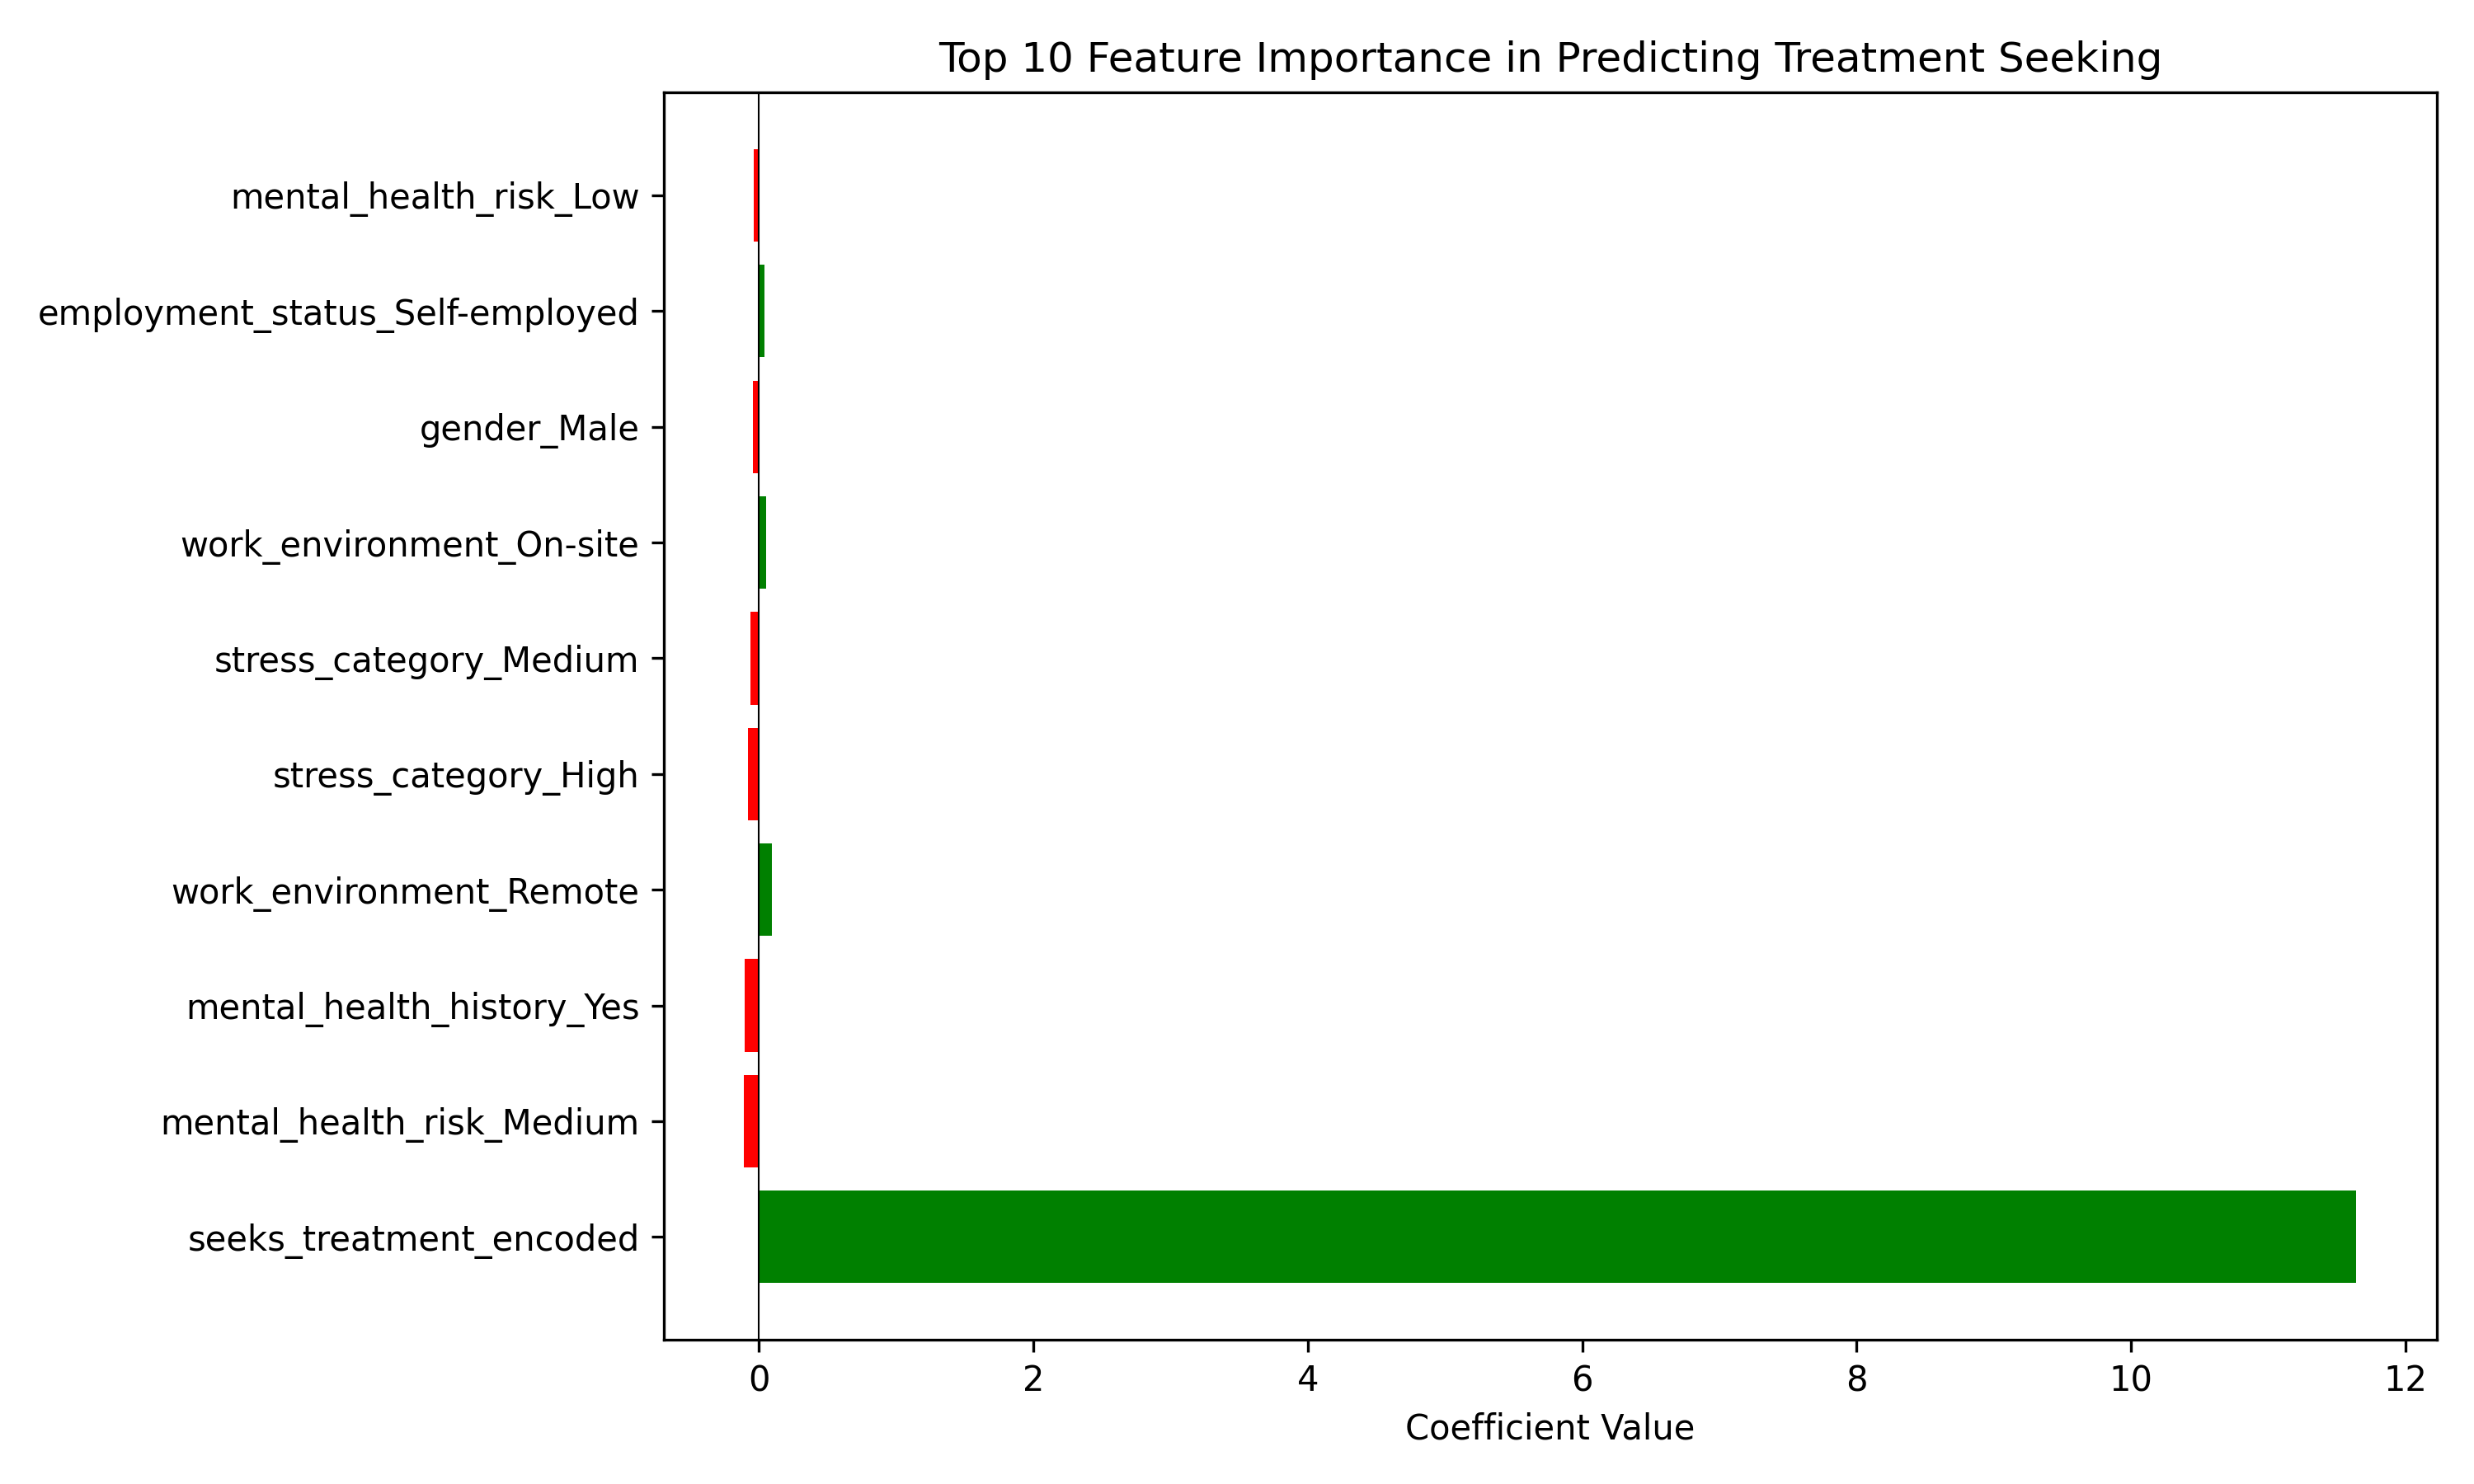 Top 10 Feature Importance in Predicting Treatment Seeking
mental_health_risk_Low
employment_status_Self-employed
gender_Male
work_environment_On-site
stress_category_Medium
stress_category_High
work_environment_Remote
mental_health_history_Yes
mental_health_risk_Medium
seeks_treatment_encoded
0 2 4 6 8 10 12
Coefficient Value